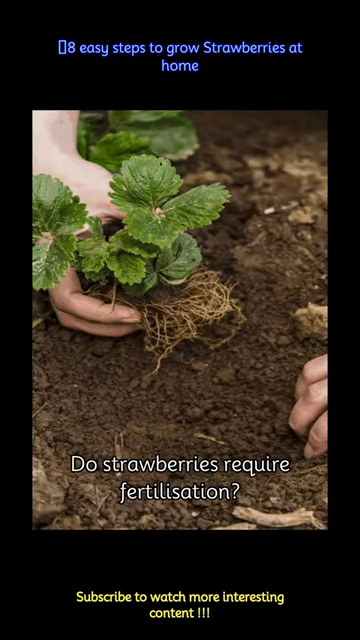 8 easy steps to grow Strawberries at
home
Do strawberries require
fertilisation?
Subscribe to watch more interesting
content !!!